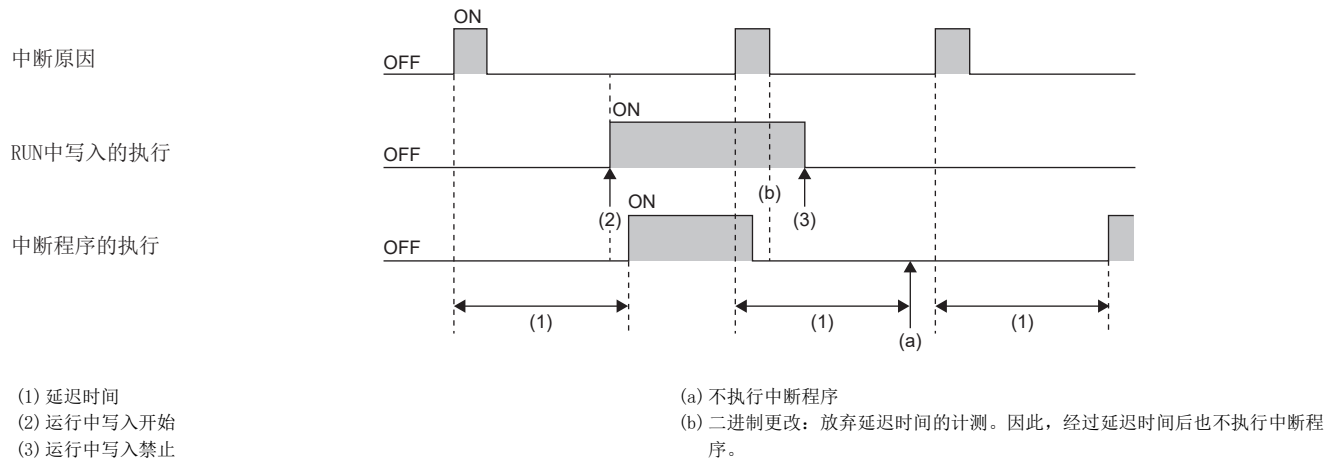 ON
中断原因
OFF
ON
RUN中写入的执行
OFF
(b)
(2)
ON
(3)
中断程序的执行
OFF
(1)
(1)
(1)
(a)
(1) 延迟时间
(2) 运行中写入开始
(3) 运行中写入禁止
(a) 不执行中断程序
(b) 二进制更改：放弃延迟时间的计测。因此，经过延迟时间后也不执行中断程
序。